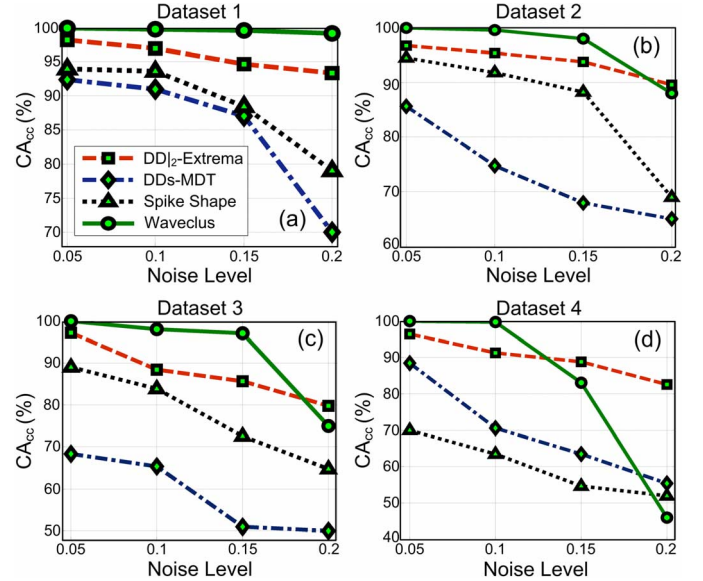 Dataset 1
100
95
90
85
80
75
70
CAcc (%)
DD|₂-Extrema
DDs-MDT
Spike Shape
Waveclus
(a)
0.05 0.1 0.15 0.2
Noise Level
Dataset 2
100
90
80
70
60
CAcc (%)
(b)
0.05 0.1 0.15 0.2
Noise Level
Dataset 3
100
90
80
70
60
50
CAcc (%)
(c)
0.05 0.1 0.15 0.2
Noise Level
Dataset 4
100
90
80
70
60
50
40
CAcc (%)
(d)
0.05 0.1 0.15 0.2
Noise Level